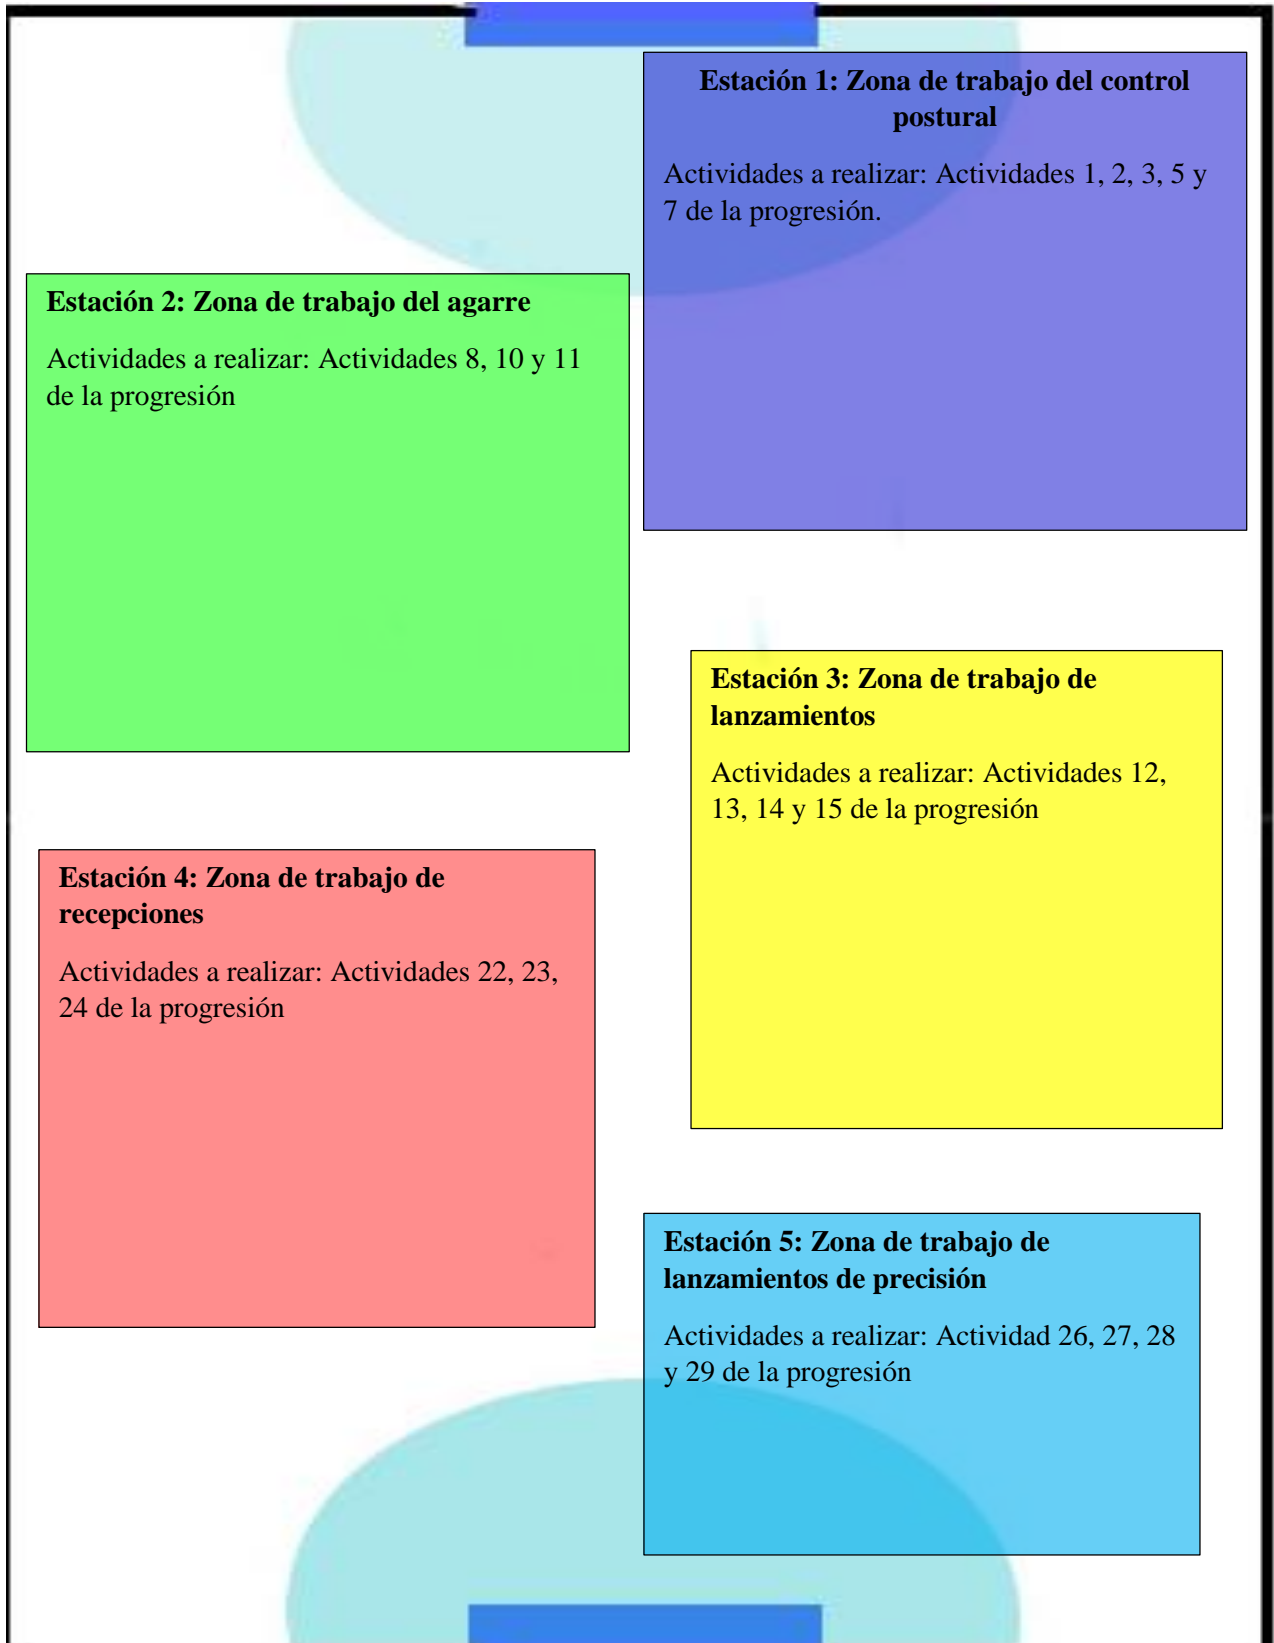 Estación 1: Zona de trabajo del control
postural
Actividades a realizar: Actividades 1, 2, 3, 5 y
7 de la progresión.
Estación 2: Zona de trabajo del agarre
Actividades a realizar: Actividades 8, 10 y 11
de la progresión
Estación 3: Zona de trabajo de
lanzamientos
Actividades a realizar: Actividades 12,
13, 14 y 15 de la progresión
Estación 4: Zona de trabajo de
recepciones
Actividades a realizar: Actividades 22, 23,
24 de la progresión
Estación 5: Zona de trabajo de
lanzamientos de precisión
Actividades a realizar: Actividad 26, 27, 28
y 29 de la progresión